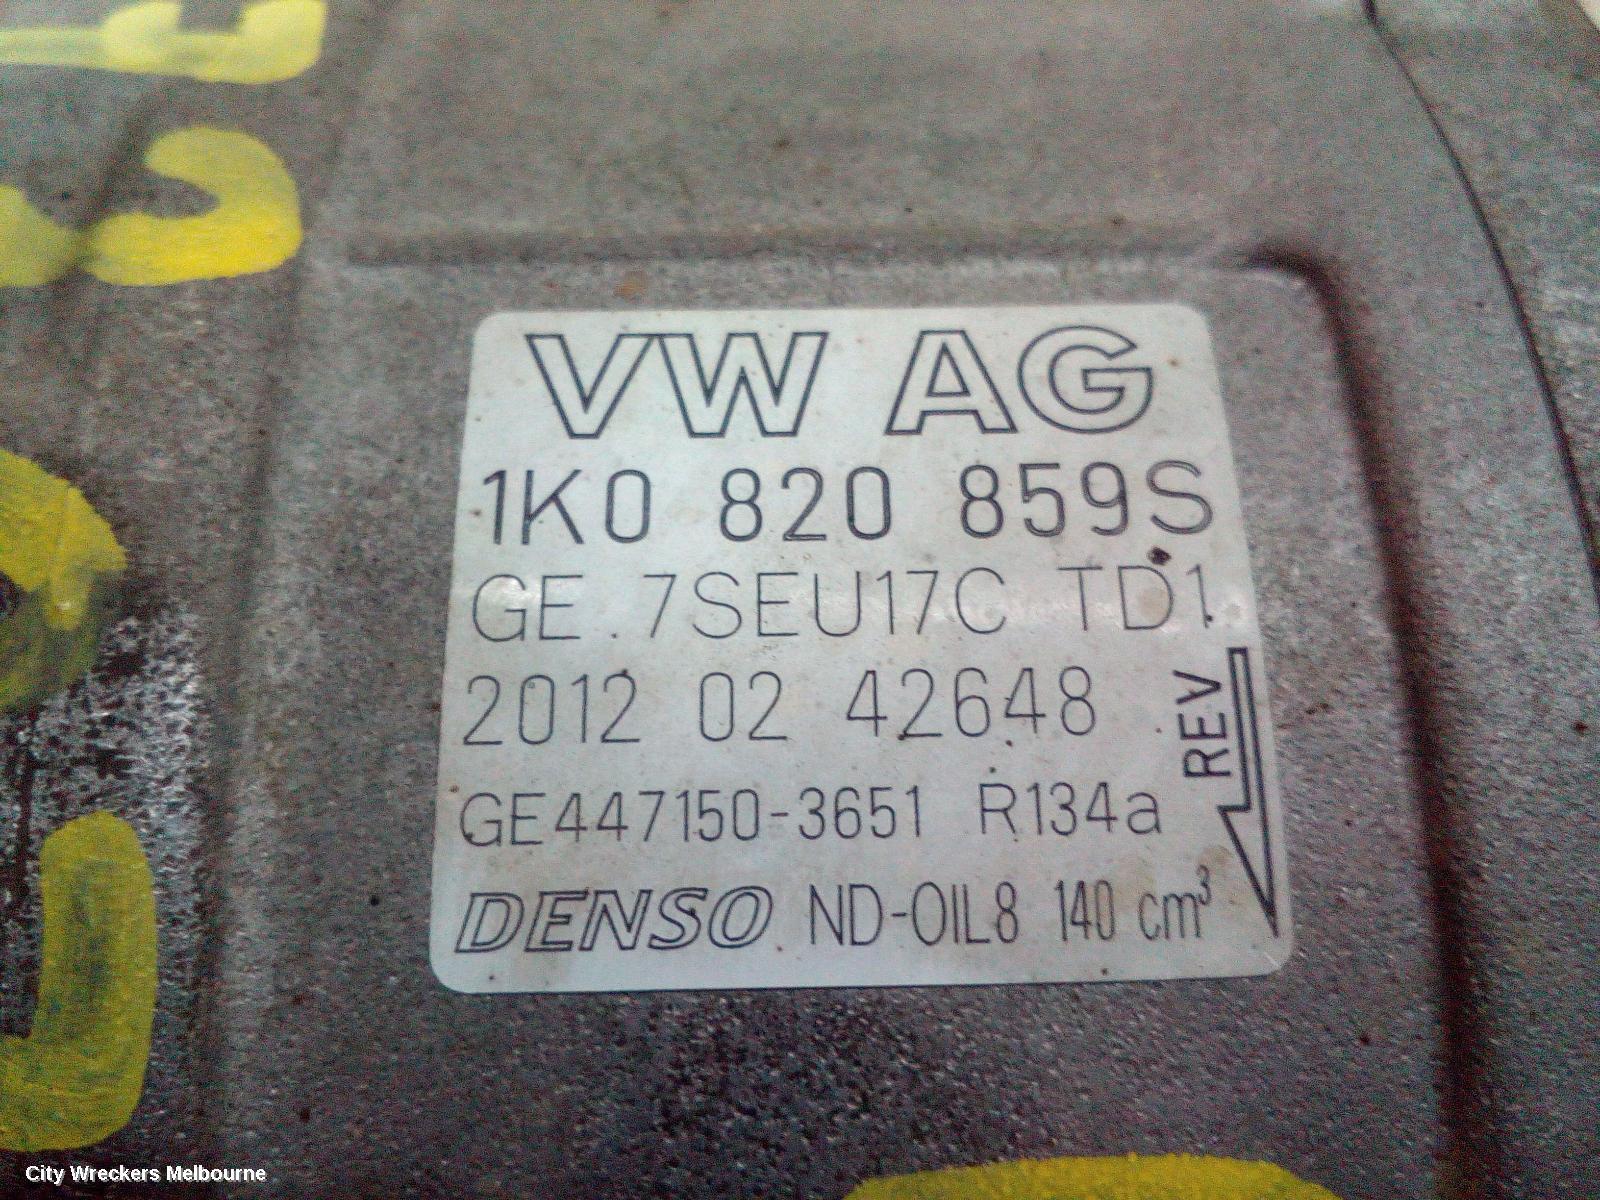 VW AG
1K0 820 859S
GE 7SEU17C TD1
2012 02 42648
REV
GE447150-3651 R134a
DENSO ND-OIL8 140 cm³
City Wreckers Melbourne